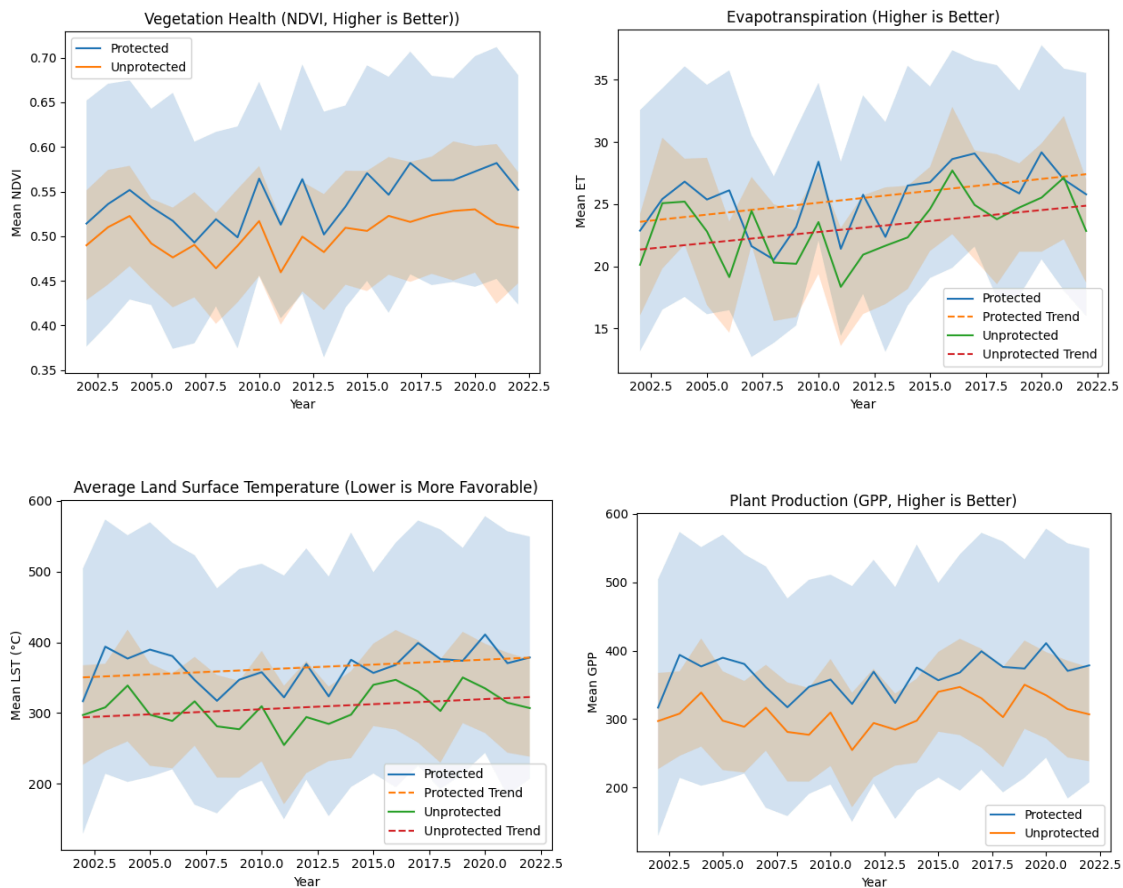 Vegetation Health (NDVI, Higher is Better))
Protected
Unprotected
0.70
0.65
0.60
0.55
0.50
0.45
0.40
0.35
Mean NDVI
2002.5 2005.0 2007.5 2010.0 2012.5 2015.0 2017.5 2020.0 2022.5
Year
Evapotranspiration (Higher is Better)
35
30
25
20
15
Mean ET
Protected
Protected Trend
Unprotected
Unprotected Trend
2002.5 2005.0 2007.5 2010.0 2012.5 2015.0 2017.5 2020.0 2022.5
Year
Average Land Surface Temperature (Lower is More Favorable)
600
500
400
300
200
Mean LST (°C)
Protected
Protected Trend
Unprotected
Unprotected Trend
2002.5 2005.0 2007.5 2010.0 2012.5 2015.0 2017.5 2020.0 2022.5
Year
Plant Production (GPP, Higher is Better)
600
500
400
300
200
Mean GPP
Protected
Unprotected
2002.5 2005.0 2007.5 2010.0 2012.5 2015.0 2017.5 2020.0 2022.5
Year